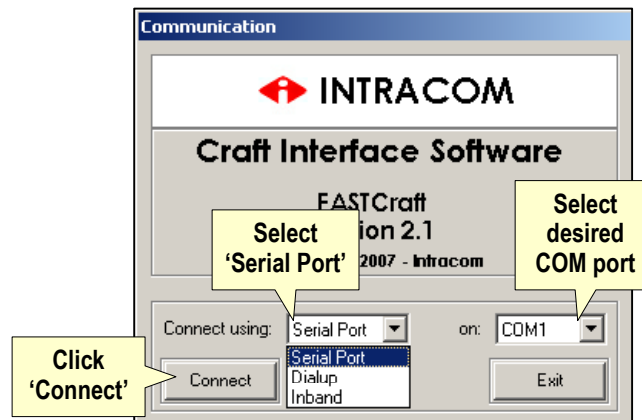 Communication
INTRACOM
Craft Interface Software
FASTCraft
ion 2.1
2007 - Intracom
Select
'Serial Port'
Select
desired
COM port
Connect using:
Serial Port
on:
COM1
Serial Port
Dialup
Inband
Click
'Connect'
Connect
Exit